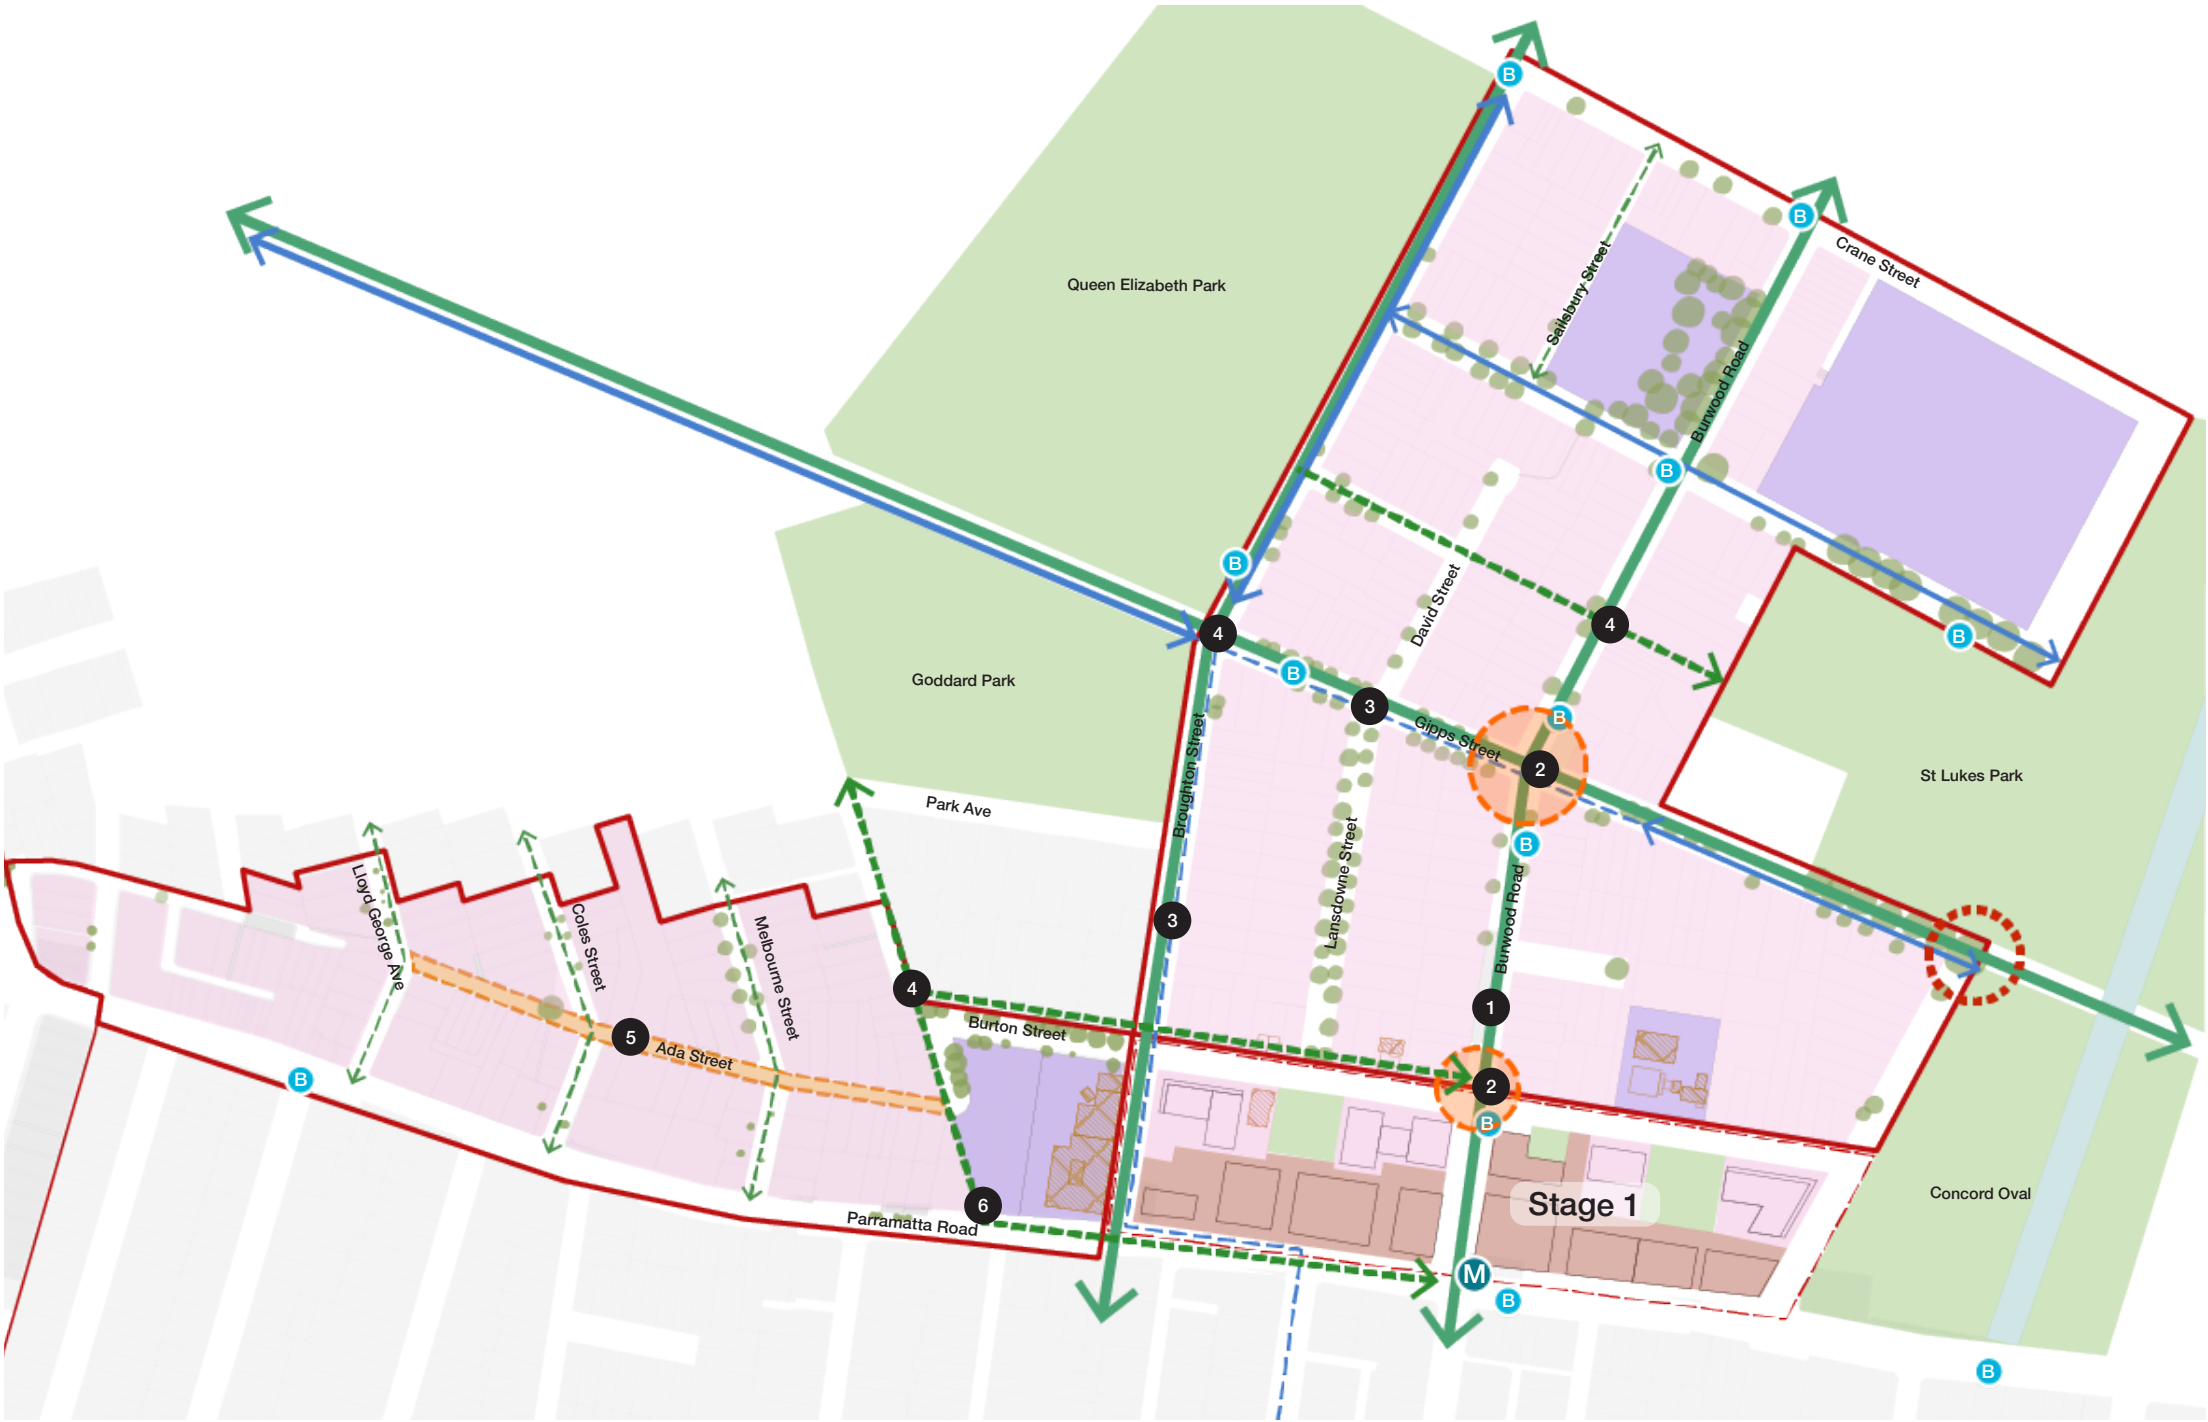 B
B
Crane Street
Sailsbury Street
Queen Elizabeth Park
Burwood Road
B
B
David Street
4
4
B
B
Goddard Park
3
B
Gipps Street
2
Broughton Street
St Lukes Park
Park Ave
B
Lansdowne Street
Burwood Road
Lloyd George Ave
Coles Street
Melbourne Street
3
4
1
Burton Street
5
Ada Street
B
2
B
Concord Oval
6
Stage 1
Parramatta Road
M
B
B